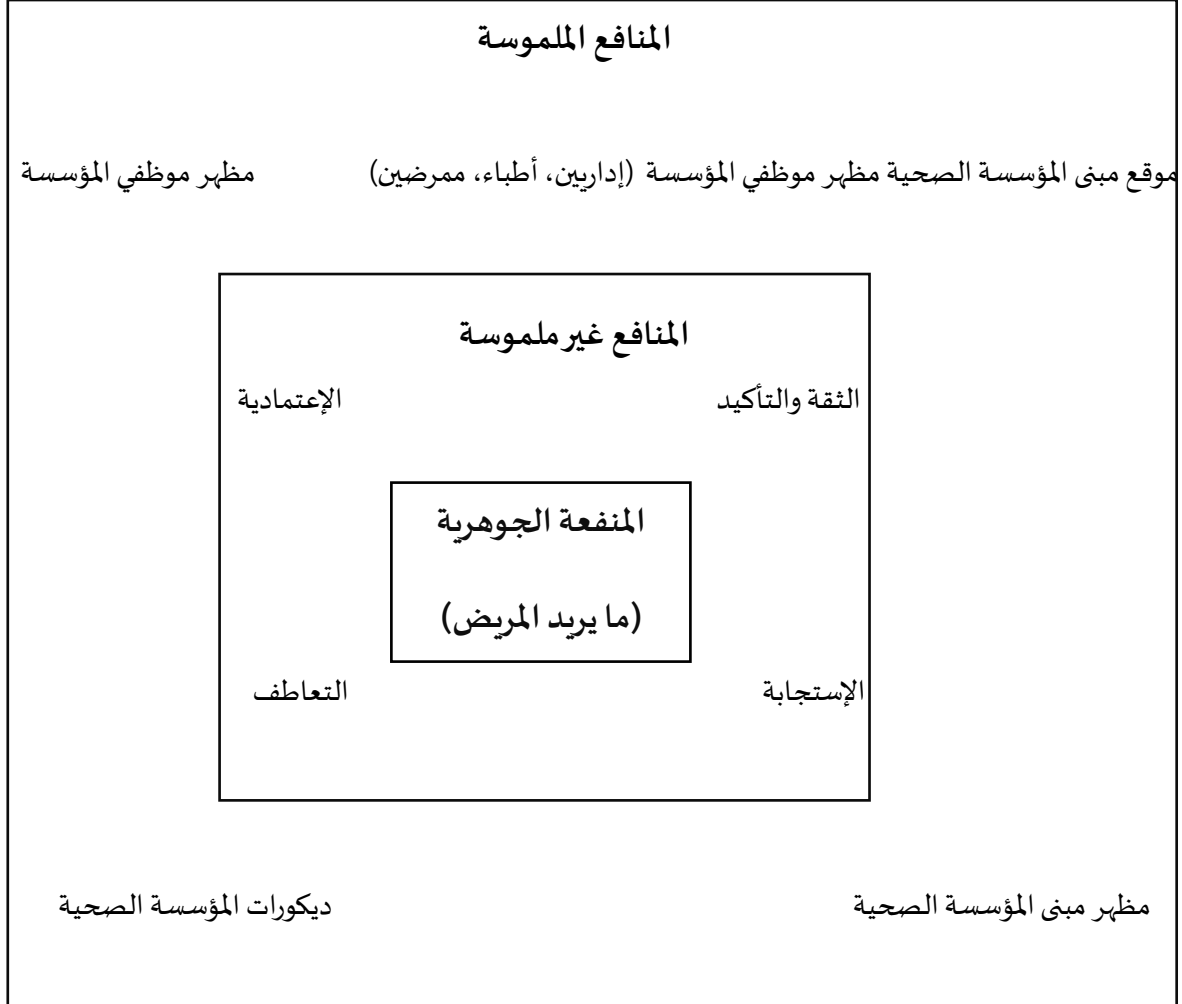 المنافع الملموسة
موقع مبنى المؤسسة الصحية مظهر موظفي المؤسسة (إداريين، أطباء، ممرضين) مظهر موظفي المؤسسة
المنافع غير ملموسة
الثقة والتأكيد الإعتمادية
المنفعة الجوهرية
(ما يريد المريض)
الإستجابة التعاطف
مظهر مبنى المؤسسة الصحية ديكورات المؤسسة الصحية